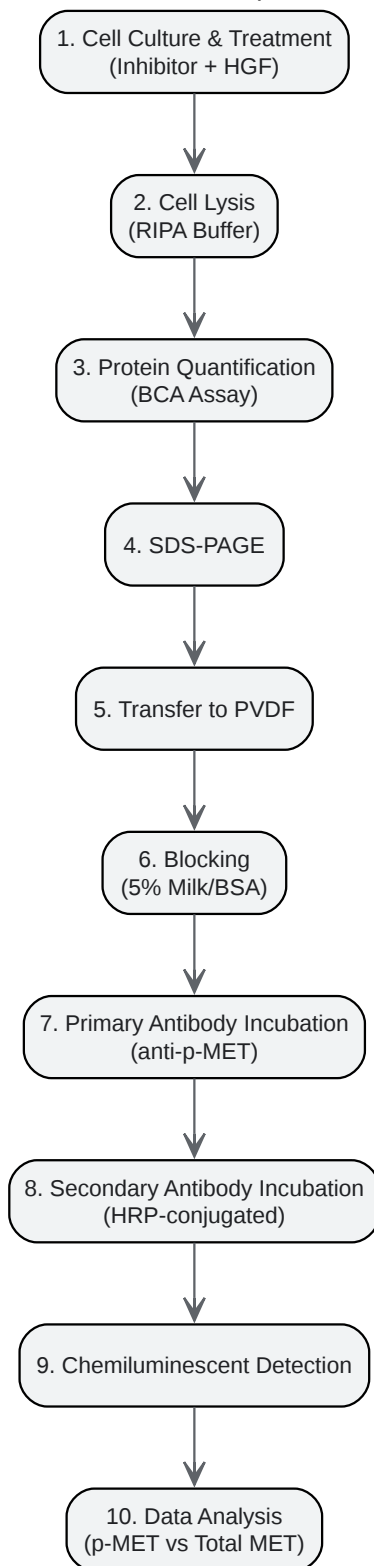 1. Cell Culture & Treatment
(Inhibitor + HGF)
2. Cell Lysis
(RIPA Buffer)
3. Protein Quantification
(BCA Assay)
4. SDS-PAGE
5. Transfer to PVDF
6. Blocking
(5% Milk/BSA)
7. Primary Antibody Incubation
(anti-p-MET)
8. Secondary Antibody Incubation
(HRP-conjugated)
9. Chemiluminescent Detection
10. Data Analysis
(p-MET vs Total MET)